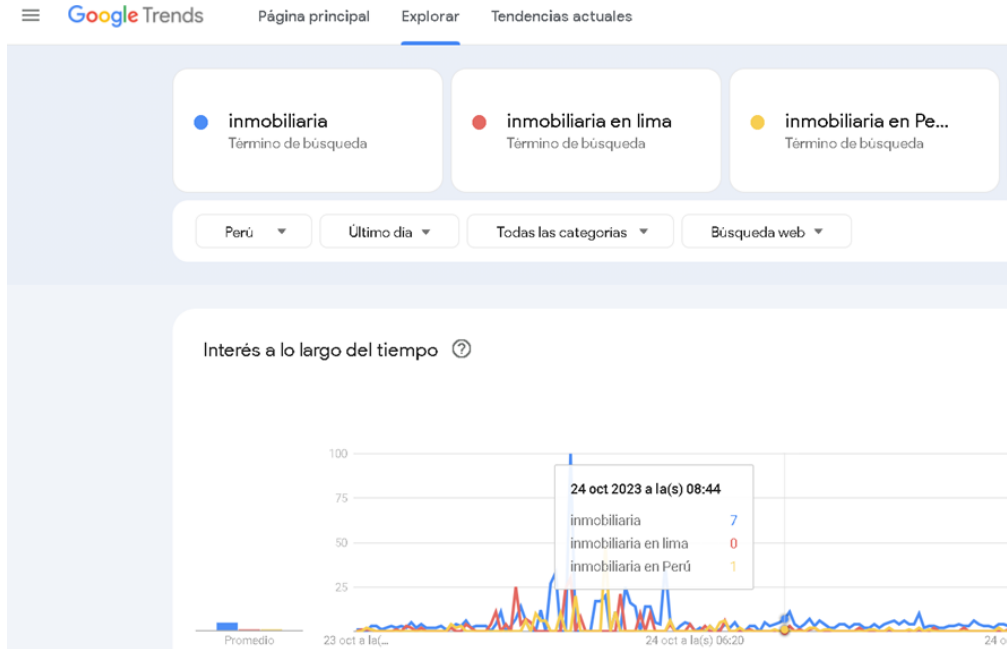 Google Trends Página principal Explorar Tendencias actuales
inmobiliaria
Término de búsqueda
inmobiliaria en lima
Término de búsqueda
inmobiliaria en Pe...
Término de búsqueda
Perú Último día Todas las categorías Búsqueda web
Interés a lo largo del tiempo
100
75
50
25
24 oct 2023 a la(s) 08:44
inmobiliaria 7
inmobiliaria en lima 0
inmobiliaria en Perú 1
Promedio
23 oct a la(...
24 oct a la(s) 06:20
24 o